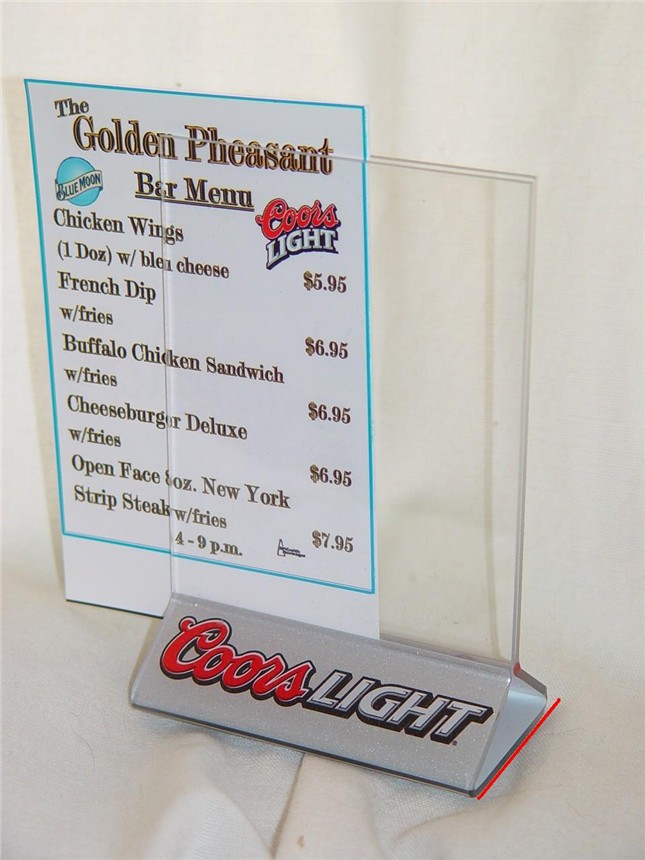 The
Golden Pheasant
BLUE MOON
Bar Menu
Coors
LIGHT
Chicken Wings
(1 Doz) w/ bleu cheese
$5.95
French Dip
w/fries
$6.95
Buffalo Chicken Sandwich
w/fries
$6.95
Cheeseburger Deluxe
w/fries
$6.95
Open Face 8oz. New York
Strip Steak w/fries
$7.95
4 - 9 p.m.
Coors LIGHT